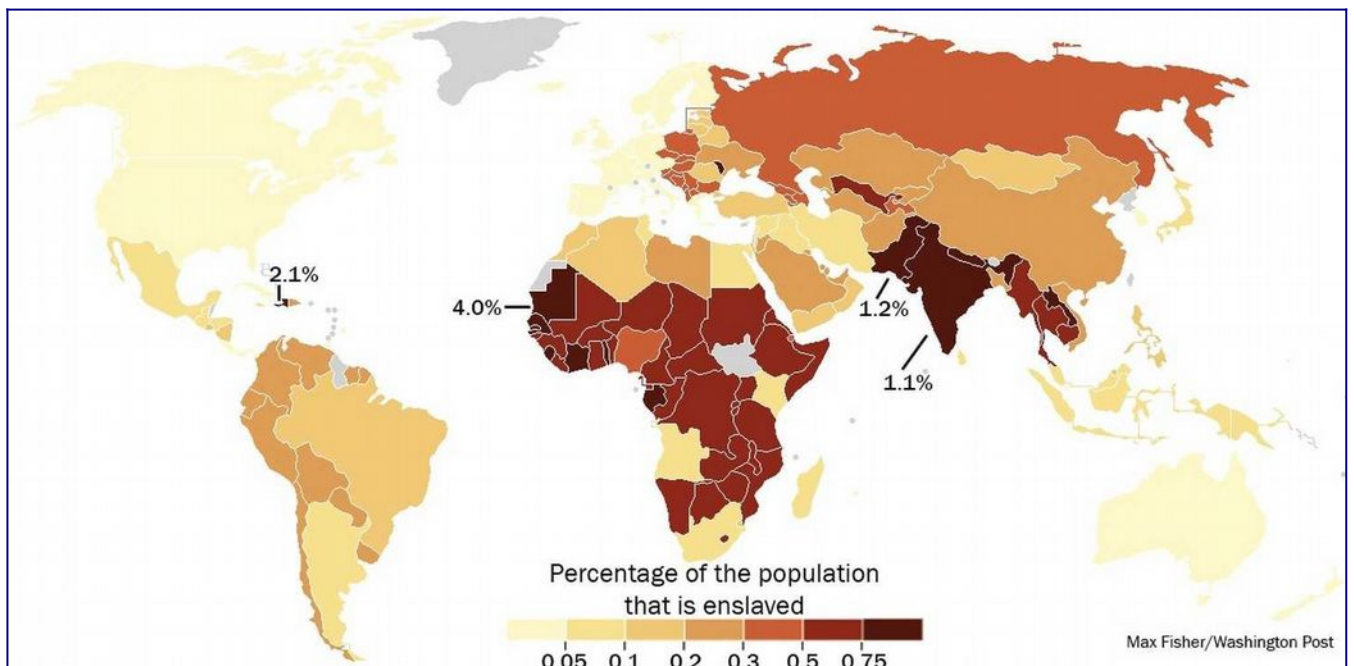 2.1%
4.0%
1.2%
1.1%
Percentage of the population
that is enslaved
0.05 0.1 0.2 0.3 0.5 0.75
Max Fisher/Washington Post